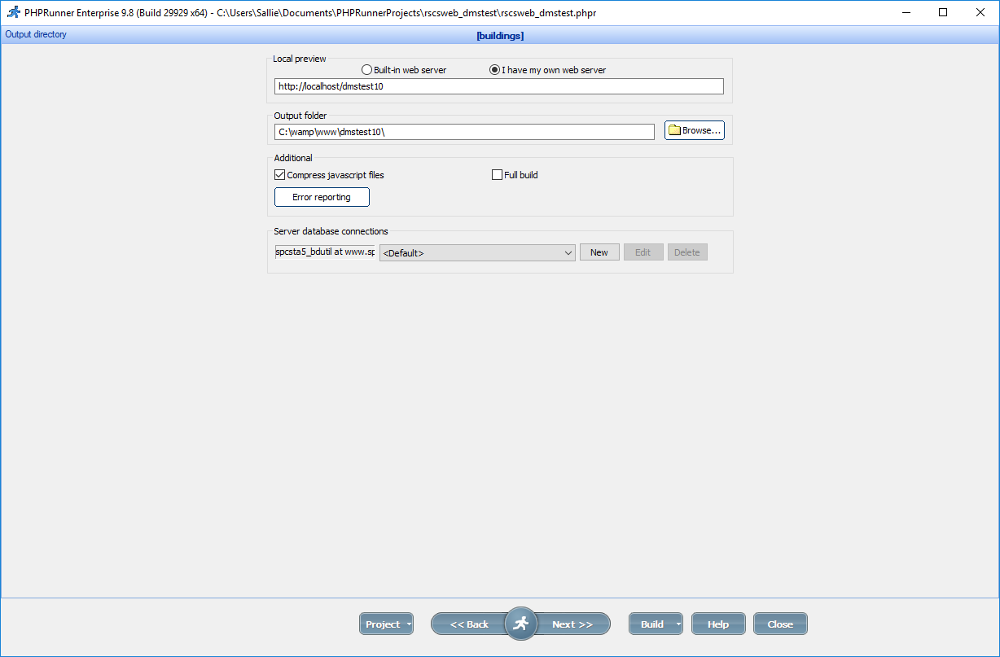 PHPRunner Enterprise 9.8 (Build 29929 x64) - C:\Users\Sallie\Documents\PHPRunnerProjects\rscsweb_dmstest\rscsweb_dmstest.phpr
Output directory [buildings]
Local preview
Built-in web server I have my own web server
http://localhost/dmstest10
Output folder
C:\wamp\www\dmstest10\ Browse...
Additional
Compress javascript files Full build
Error reporting
Server database connections
spcsta5_bdutil at www.sp <Default> New Edit Delete
Project << Back Next >> Build Help Close